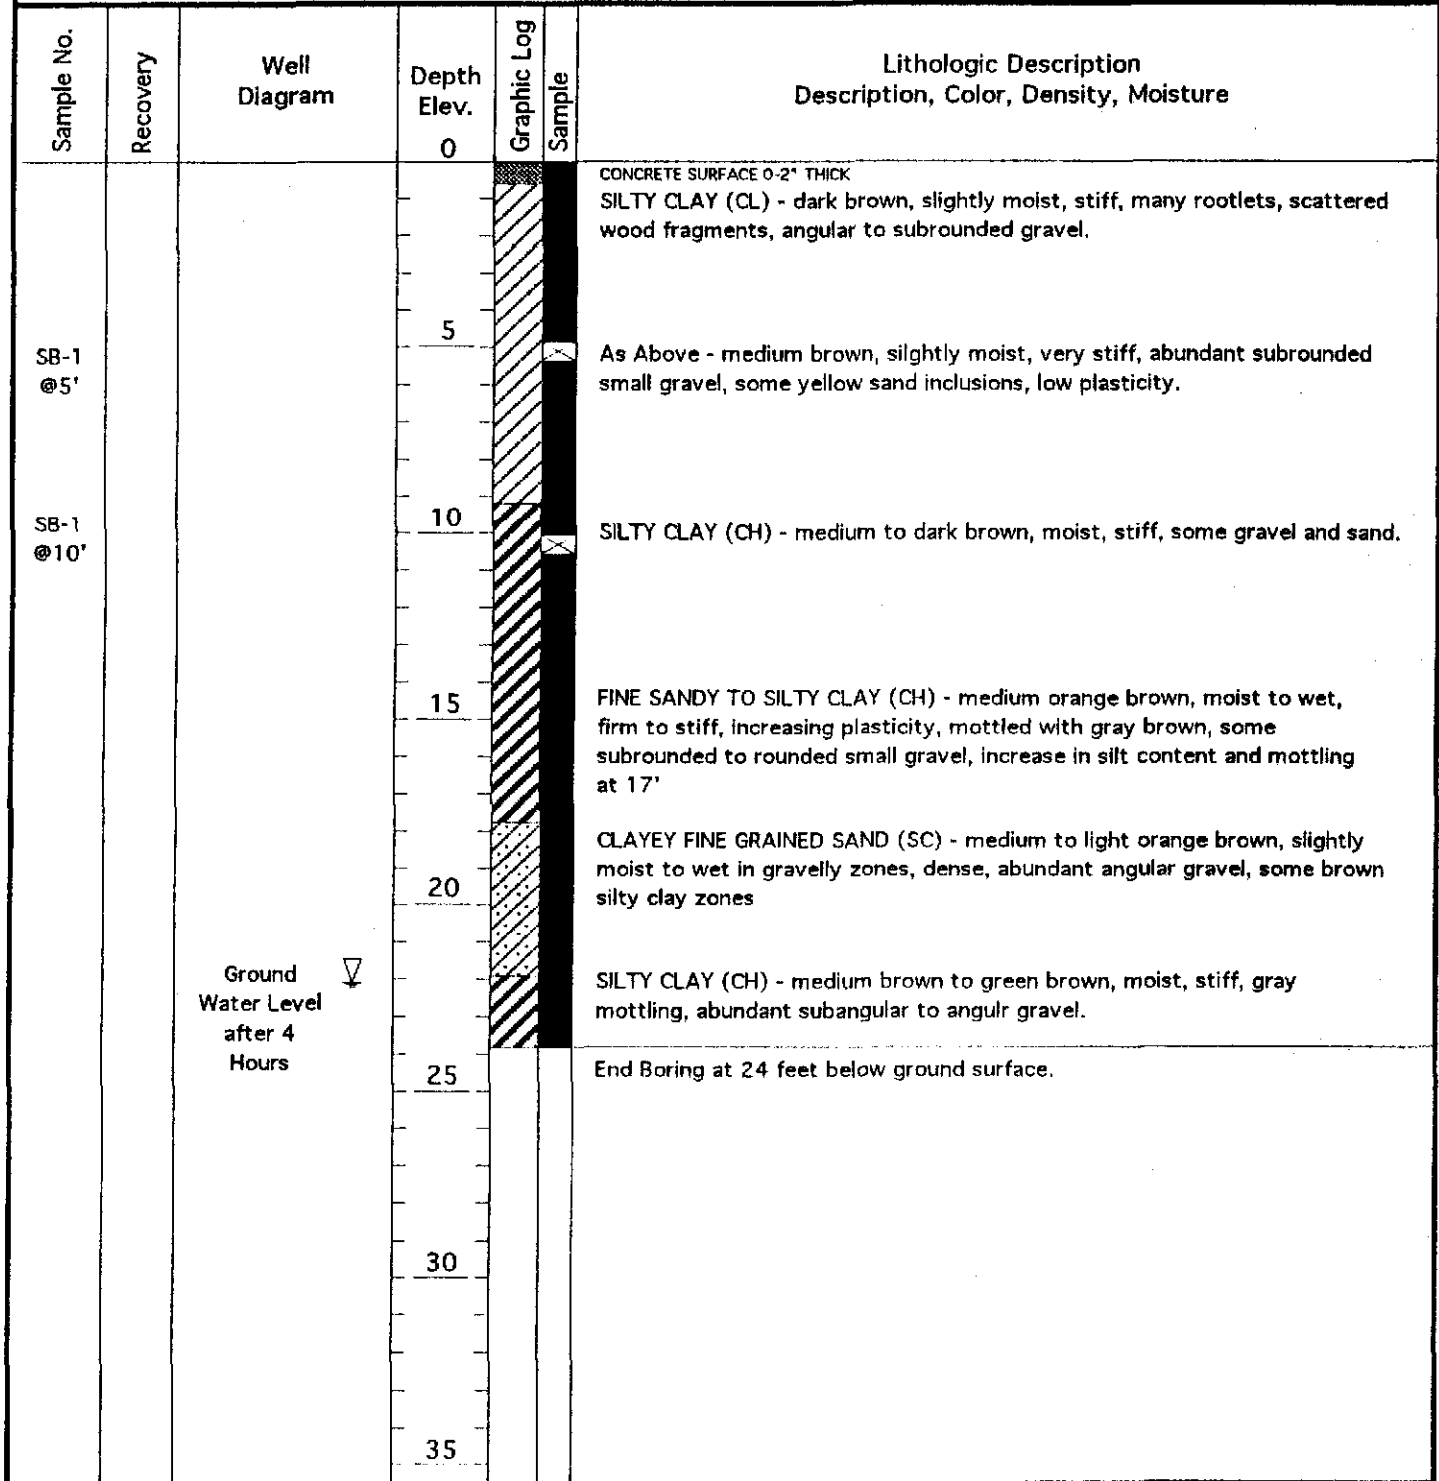 Sample No.
Recovery
Well
Diagram
Depth
Elev.
0
Graphic Log
Sample
Lithologic Description
Description, Color, Density, Moisture
CONCRETE SURFACE 0-2" THICK
SILTY CLAY (CL) - dark brown, slightly moist, stiff, many rootlets, scattered
wood fragments, angular to subrounded gravel.
5
SB-1
@5'
As Above - medium brown, silghtly moist, very stiff, abundant subrounded
small gravel, some yellow sand inclusions, low plasticity.
10
SB-1
@10'
SILTY CLAY (CH) - medium to dark brown, moist, stiff, some gravel and sand.
15
FINE SANDY TO SILTY CLAY (CH) - medium orange brown, moist to wet,
firm to stiff, increasing plasticity, mottled with gray brown, some
subrounded to rounded small gravel, increase in silt content and mottling
at 17'
CLAYEY FINE GRAINED SAND (SC) - medium to light orange brown, slightly
moist to wet in gravelly zones, dense, abundant angular gravel, some brown
silty clay zones
20
Ground
Water Level
after 4
Hours
SILTY CLAY (CH) - medium brown to green brown, moist, stiff, gray
mottling, abundant subangular to angulr gravel.
25
End Boring at 24 feet below ground surface.
30
35